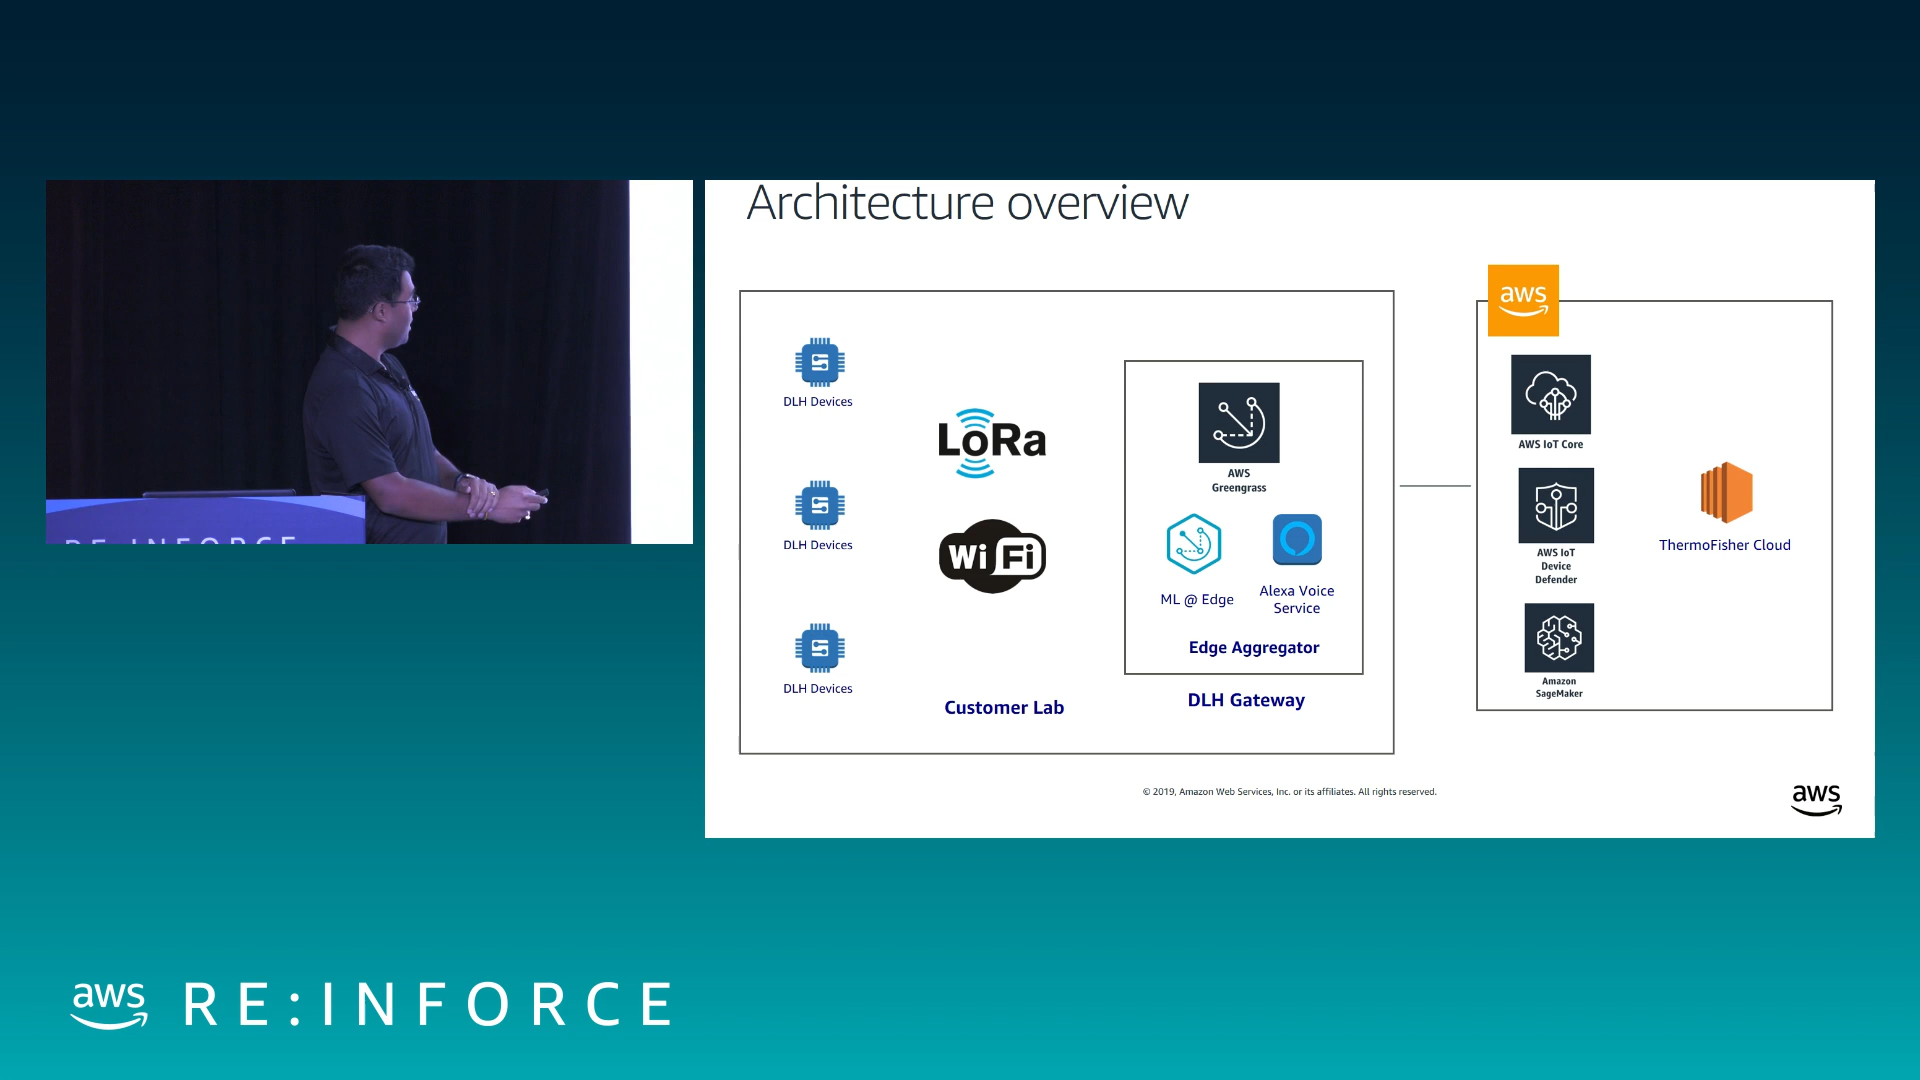 Architecture overview
aws
DLH Devices
DLH Devices
DLH Devices
LoRa
Wi Fi
Customer Lab
AWS
Greengrass
ML @ Edge
Alexa Voice
Service
Edge Aggregator
DLH Gateway
AWS IoT Core
AWS IoT
Device
Defender
Amazon
SageMaker
ThermoFisher Cloud
© 2019, Amazon Web Services, Inc. or its affiliates. All rights reserved.
aws
RE:INFORCE
aws RE:INFORCE